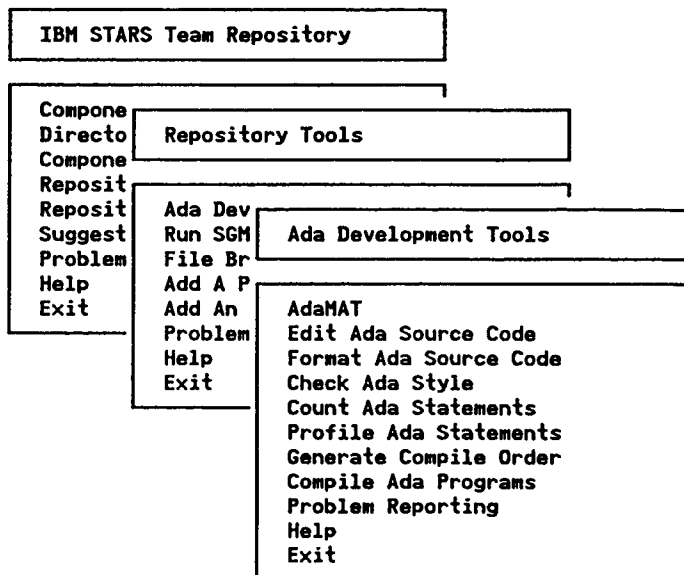 IBM STARS Team Repository
Compone
Directo
Compone
Reposit
Reposit
Suggest
Problem
Help
Exit
Repository Tools
Ada Dev
Run SGM
File Br
Add A P
Add An
Problem
Help
Exit
Ada Development Tools
AdaMAT
Edit Ada Source Code
Format Ada Source Code
Check Ada Style
Count Ada Statements
Profile Ada Statements
Generate Compile Order
Compile Ada Programs
Problem Reporting
Help
Exit